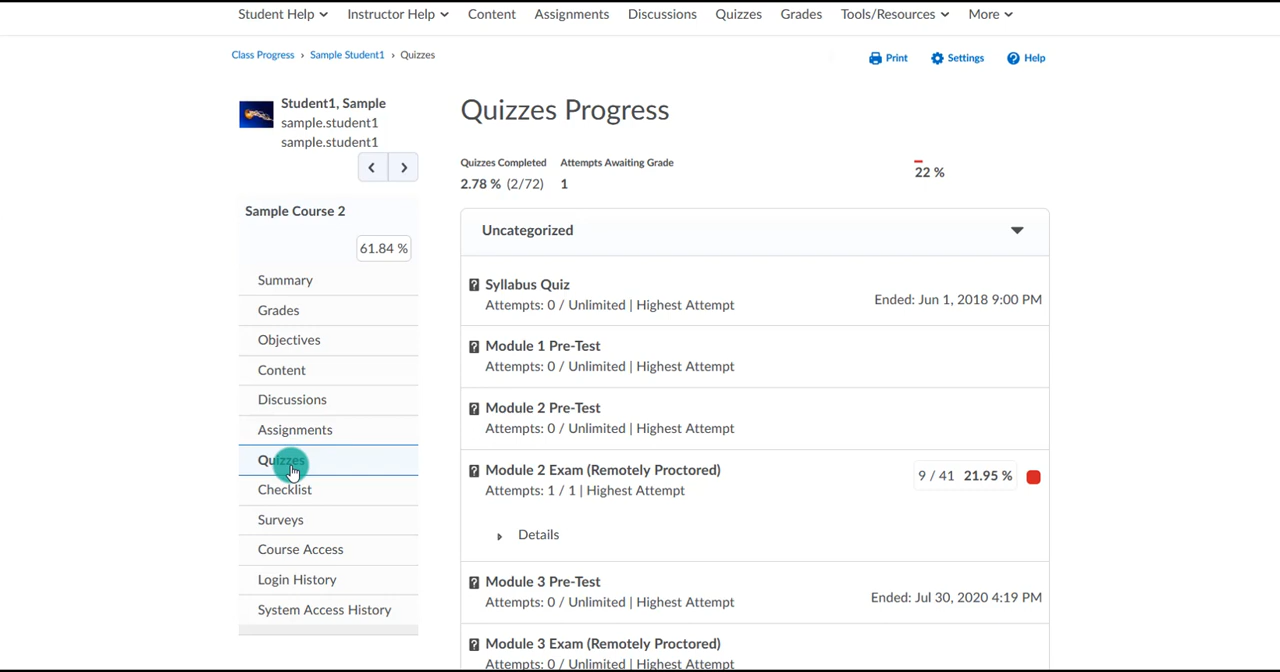 Student Help Instructor Help Content Assignments Discussions Quizzes Grades Tools/Resources More
Class Progress › Sample Student1 › Quizzes
Print Settings Help
Student1, Sample
sample.student1
sample.student1
Sample Course 2
61.84 %
Summary
Grades
Objectives
Content
Discussions
Assignments
Quizzes
Checklist
Surveys
Course Access
Login History
System Access History
Quizzes Progress
Quizzes Completed Attempts Awaiting Grade
2.78 % (2/72) 1
22 %
Uncategorized
Syllabus Quiz
Attempts: 0 / Unlimited | Highest Attempt
Ended: Jun 1, 2018 9:00 PM
Module 1 Pre-Test
Attempts: 0 / Unlimited | Highest Attempt
Module 2 Pre-Test
Attempts: 0 / Unlimited | Highest Attempt
Module 2 Exam (Remotely Proctored)
Attempts: 1 / 1 | Highest Attempt
9 / 41 21.95 %
Details
Module 3 Pre-Test
Attempts: 0 / Unlimited | Highest Attempt
Ended: Jul 30, 2020 4:19 PM
Module 3 Exam (Remotely Proctored)
Attempts: 0 / Unlimited | Highest Attempt